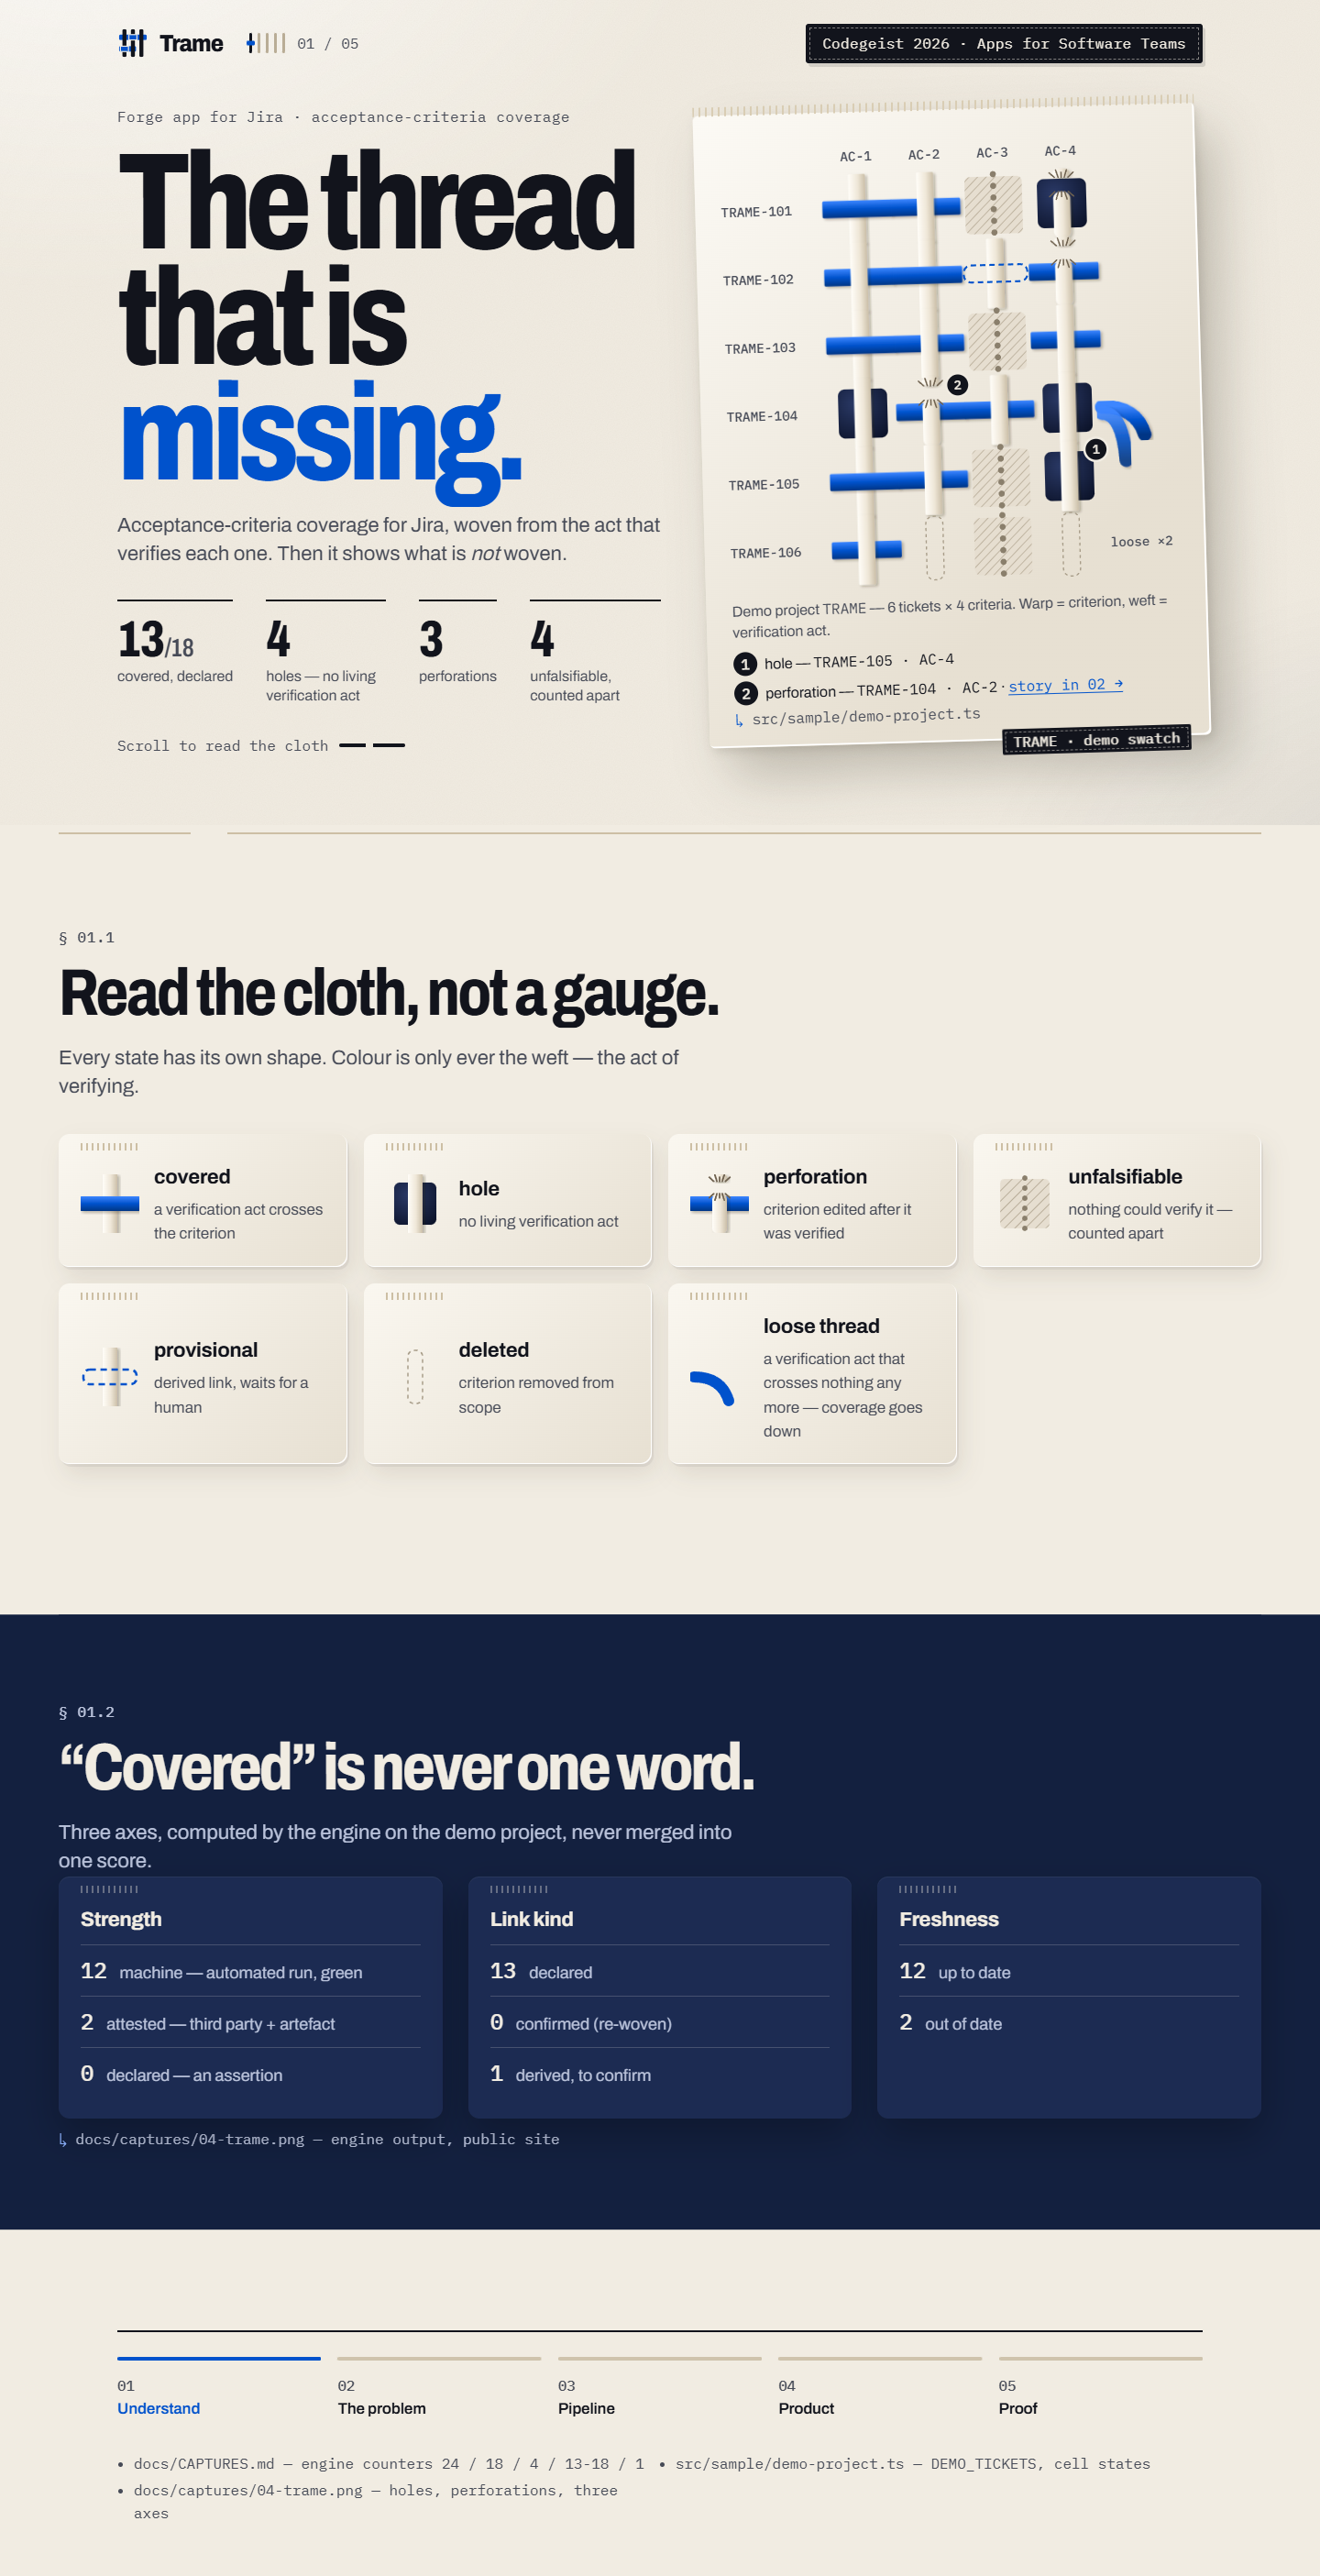 Trame
01 / 05
Codegeist 2026 · Apps for Software Teams
Forge app for Jira · acceptance-criteria coverage
The thread
that is
missing.
Acceptance-criteria coverage for Jira, woven from the act that
verifies each one. Then it shows what is not woven.
13/18
covered, declared
4
holes — no living
verification act
3
perforations
4
unfalsifiable,
counted apart
Scroll to read the cloth
AC-1 AC-2 AC-3 AC-4
TRAME-101
TRAME-102
TRAME-103
2
TRAME-104
1
TRAME-105
TRAME-106
loose ×2
Demo project TRAME — 6 tickets × 4 criteria. Warp = criterion, weft =
verification act.
1 hole — TRAME-105 · AC-4
2 perforation — TRAME-104 · AC-2 · story in 02 →
↳ src/sample/demo-project.ts
TRAME · demo swatch
§ 01.1
Read the cloth, not a gauge.
Every state has its own shape. Colour is only ever the weft — the act of
verifying.
covered
a verification act crosses
the criterion
hole
no living verification act
perforation
criterion edited after it
was verified
unfalsifiable
nothing could verify it —
counted apart
provisional
derived link, waits for a
human
deleted
criterion removed from
scope
loose thread
a verification act that
crosses nothing any
more — coverage goes
down
§ 01.2
“Covered” is never one word.
Three axes, computed by the engine on the demo project, never merged into
one score.
Strength
12 machine — automated run, green
2 attested — third party + artefact
0 declared — an assertion
Link kind
13 declared
0 confirmed (re-woven)
1 derived, to confirm
Freshness
12 up to date
2 out of date
↳ docs/captures/04-trame.png — engine output, public site
01
Understand
02
The problem
03
Pipeline
04
Product
05
Proof
• docs/CAPTURES.md — engine counters 24 / 18 / 4 / 13-18 / 1
• src/sample/demo-project.ts — DEMO_TICKETS, cell states
• docs/captures/04-trame.png — holes, perforations, three
axes